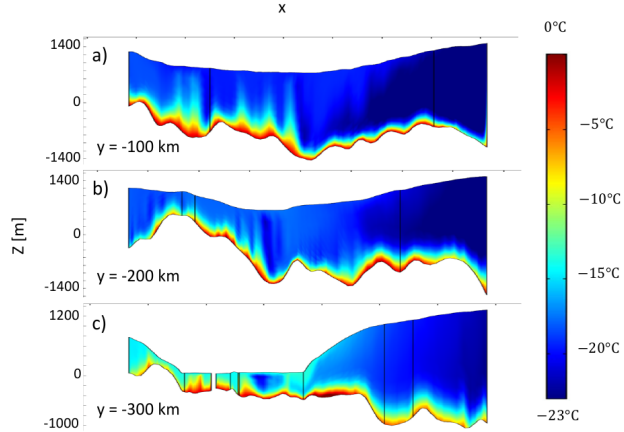 x
0°C
1400
a)
0
−5°C
-1400
y = -100 km
1400
b)
−10°C
Z [m]
0
-1400
y = -200 km
−15°C
1200
c)
−20°C
0
y = -300 km
-1000
−23°C